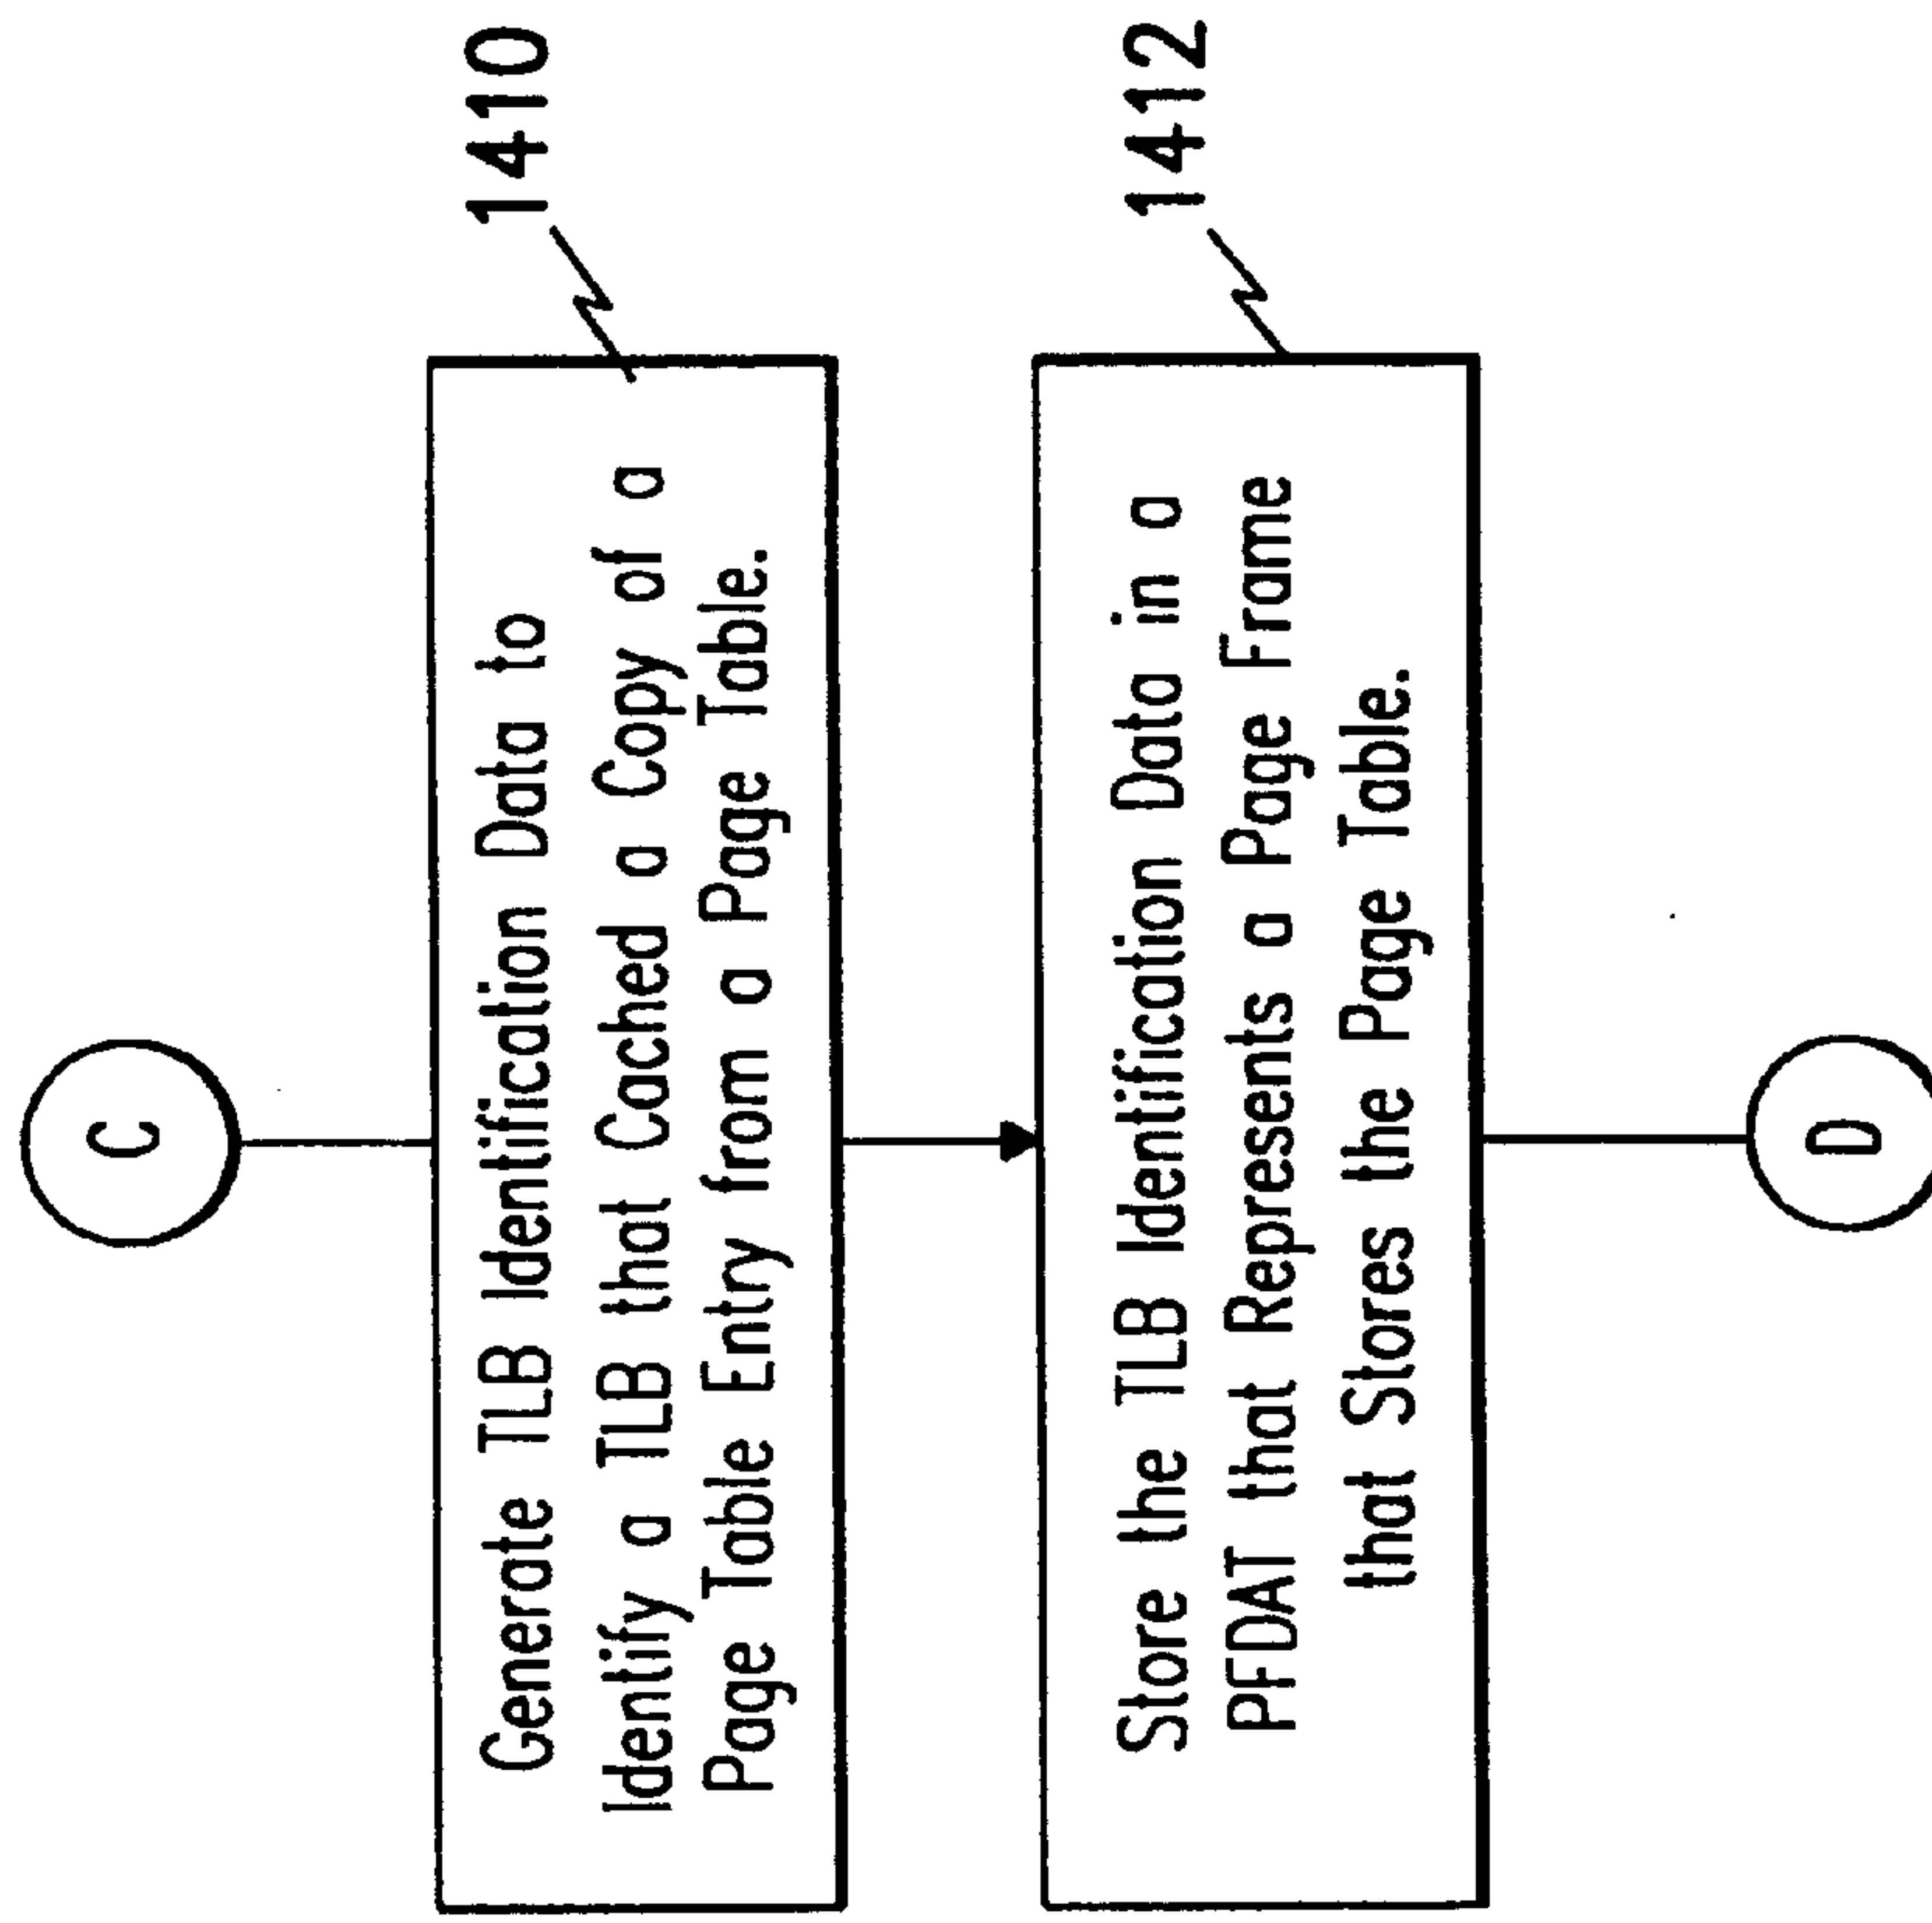 C
1410
Generate TLB Identification Data to
Identify a TLB that Cached a Copy of a
Page Table Entry from a Page Table.
1412
Store the TLB Identification Data in a
PFDAT that Represents a Page Frame
that Stores the Page Table.
D